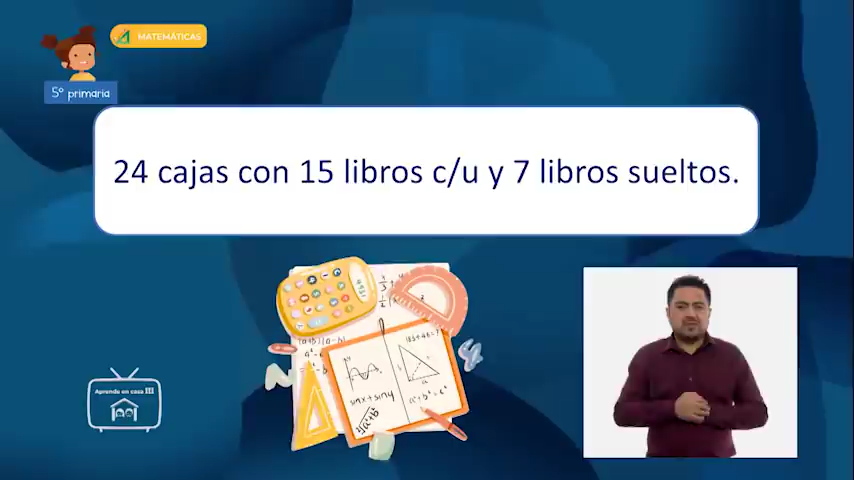 MATEMÁTICAS
5° primaria
24 cajas con 15 libros c/u y 7 libros sueltos.
Aprende en casa III